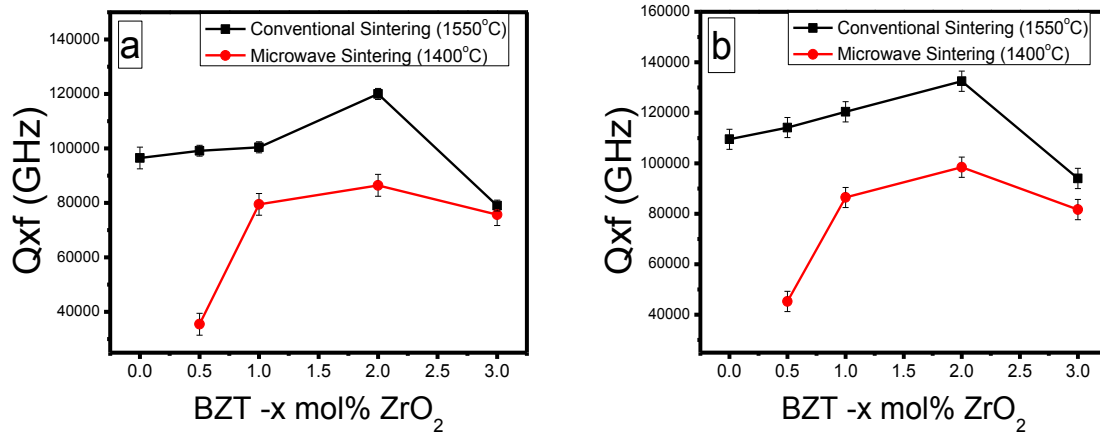 a
Conventional Sintering (1550°C)
Microwave Sintering (1400°C)
140000
120000
100000
80000
60000
40000
Qxf (GHz)
0.0 0.5 1.0 1.5 2.0 2.5 3.0
BZT -x mol% ZrO₂
b
Conventional Sintering (1550°C)
Microwave Sintering (1400°C)
160000
140000
120000
100000
80000
60000
40000
Qxf (GHz)
0.0 0.5 1.0 1.5 2.0 2.5 3.0
BZT -x mol% ZrO₂